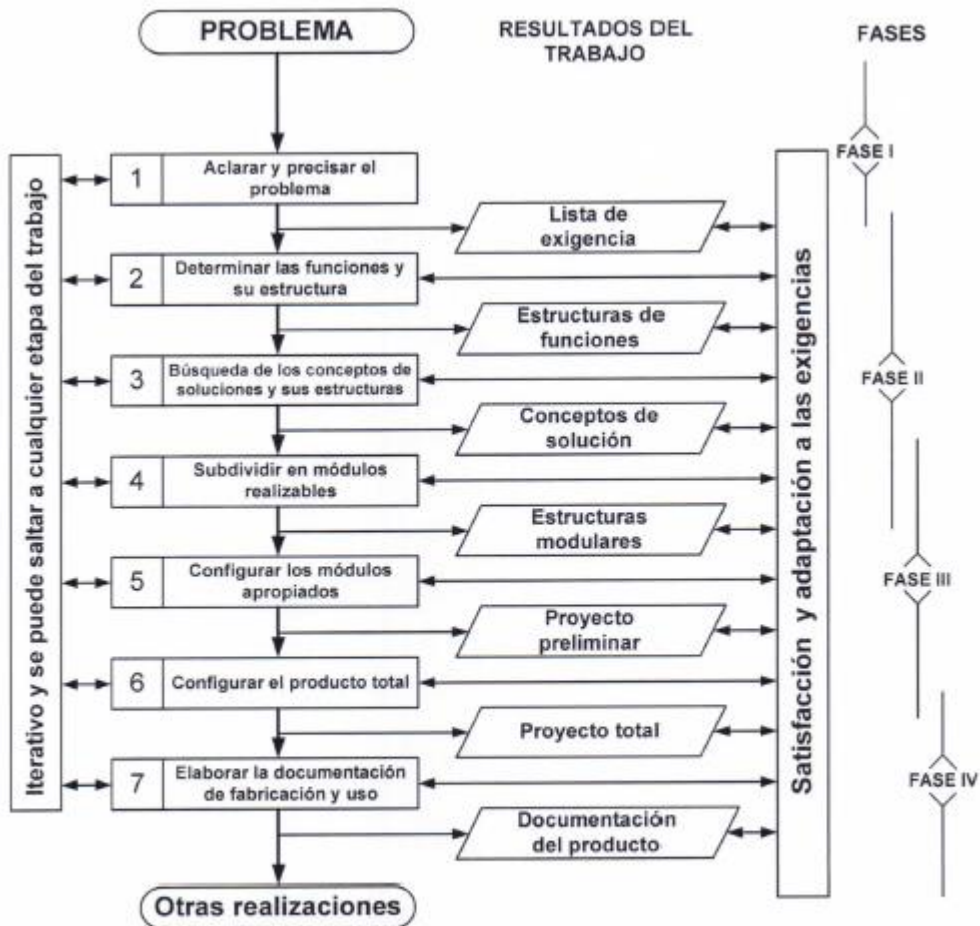 PROBLEMA
RESULTADOS DEL
TRABAJO
FASES
Iterativo y se puede saltar a cualquier etapa del trabajo
1
Aclarar y precisar el
problema
Lista de
exigencia
2
Determinar las funciones y
su estructura
Estructuras de
funciones
3
Búsqueda de los conceptos de
soluciones y sus estructuras
Conceptos de
solución
4
Subdividir en módulos
realizables
Estructuras
modulares
5
Configurar los módulos
apropiados
Proyecto
preliminar
6
Configurar el producto total
Proyecto total
7
Elaborar la documentación
de fabricación y uso
Documentación
del producto
Otras realizaciones
Satisfacción y adaptación a las exigencias
FASE I
FASE II
FASE III
FASE IV